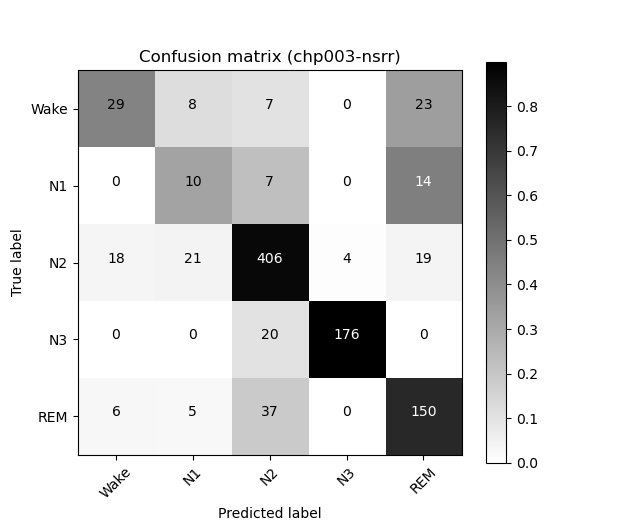 Confusion matrix (chp003-nsrr)
Wake 29 8 7 0 23
N1 0 10 7 0 14
N2 18 21 406 4 19
N3 0 0 20 176 0
REM 6 5 37 0 150
Wake N1 N2 N3 REM
True label
Predicted label
0.8
0.7
0.6
0.5
0.4
0.3
0.2
0.1
0.0